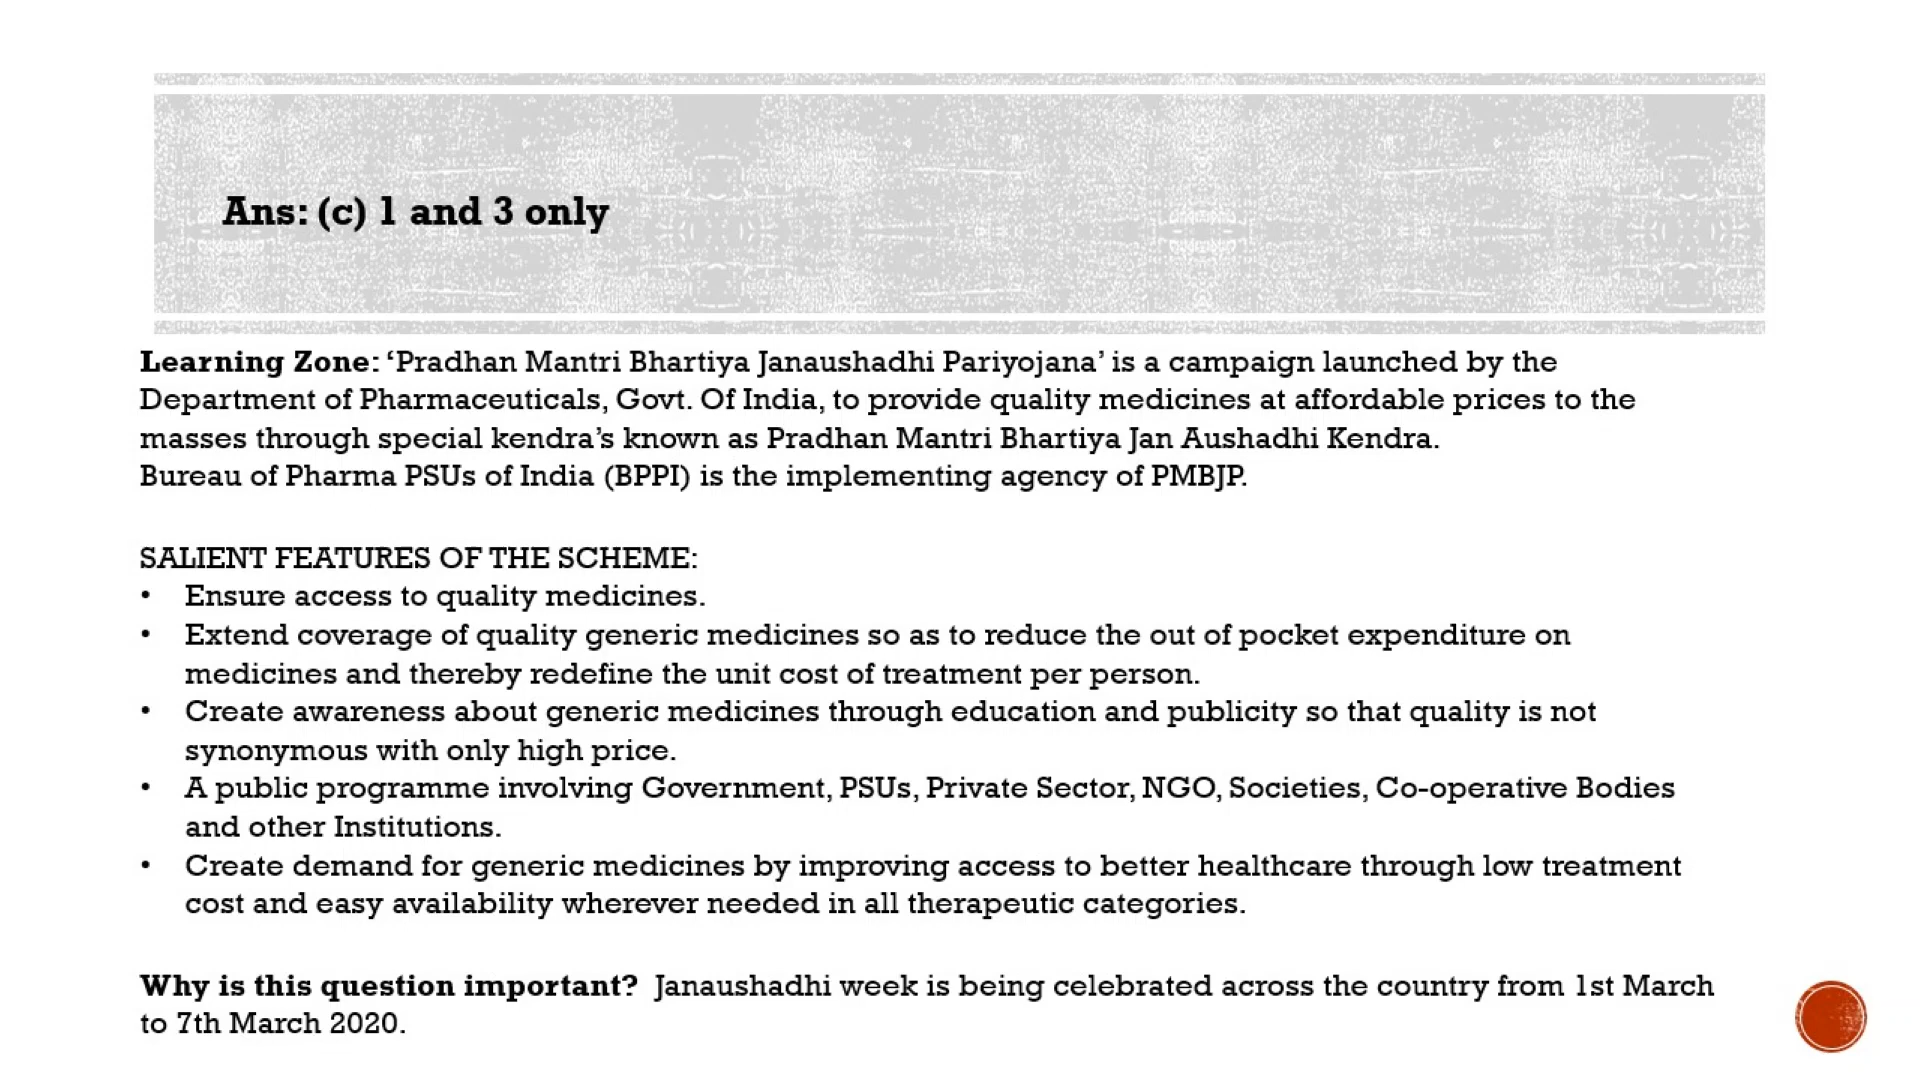 Ans: (c) 1 and 3 only
Learning Zone: ‘Pradhan Mantri Bhartiya Janaushadhi Pariyojana’ is a campaign launched by the
Department of Pharmaceuticals, Govt. Of India, to provide quality medicines at affordable prices to the
masses through special kendra’s known as Pradhan Mantri Bhartiya Jan Aushadhi Kendra.
Bureau of Pharma PSUs of India (BPPI) is the implementing agency of PMBJP.
SALIENT FEATURES OF THE SCHEME:
• Ensure access to quality medicines.
• Extend coverage of quality generic medicines so as to reduce the out of pocket expenditure on
medicines and thereby redefine the unit cost of treatment per person.
• Create awareness about generic medicines through education and publicity so that quality is not
synonymous with only high price.
• A public programme involving Government, PSUs, Private Sector, NGO, Societies, Co-operative Bodies
and other Institutions.
• Create demand for generic medicines by improving access to better healthcare through low treatment
cost and easy availability wherever needed in all therapeutic categories.
Why is this question important? Janaushadhi week is being celebrated across the country from 1st March
to 7th March 2020.